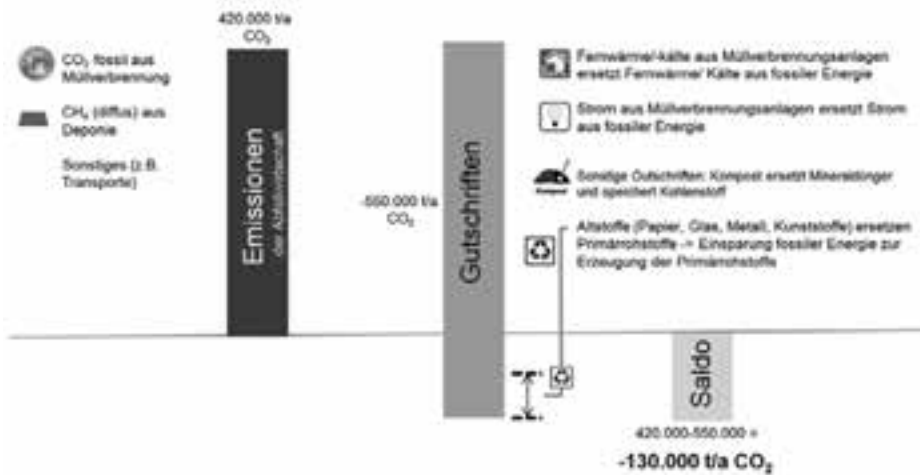 420.000 t/a
CO₂
CO₂ fossil aus
Müllverbrennung
CH₄ (diffus) aus
Deponie
Sonstiges (z.B.
Transporte)
Emissionen
der Abfallwirtschaft
-550.000 t/a
CO₂
Gutschriften
Fernwärme/-kälte aus Müllverbrennungsanlagen
ersetzt Fernwärme/ Kälte aus fossiler Energie
Strom aus Müllverbrennungsanlagen ersetzt Strom
aus fossiler Energie
Kompost
Sonstige Gutschriften: Kompost ersetzt Mineraldünger
und speichert Kohlenstoff
Altstoffe (Papier, Glas, Metall, Kunststoffe) ersetzen
Primärrohstoffe -> Einsparung fossiler Energie zur
Erzeugung der Primärrohstoffe
Saldo
420.000-550.000 =
-130.000 t/a CO₂